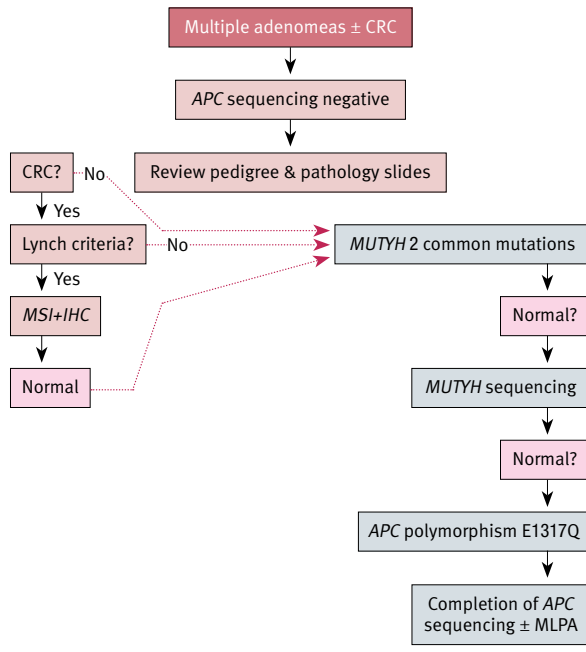 Multiple adenomeas ± CRC
APC sequencing negative
Review pedigree & pathology slides
CRC?
No
Yes
Lynch criteria?
No
Yes
MSI+IHC
Normal
MUTYH 2 common mutations
Normal?
MUTYH sequencing
Normal?
APC polymorphism E1317Q
Completion of APC
sequencing ± MLPA